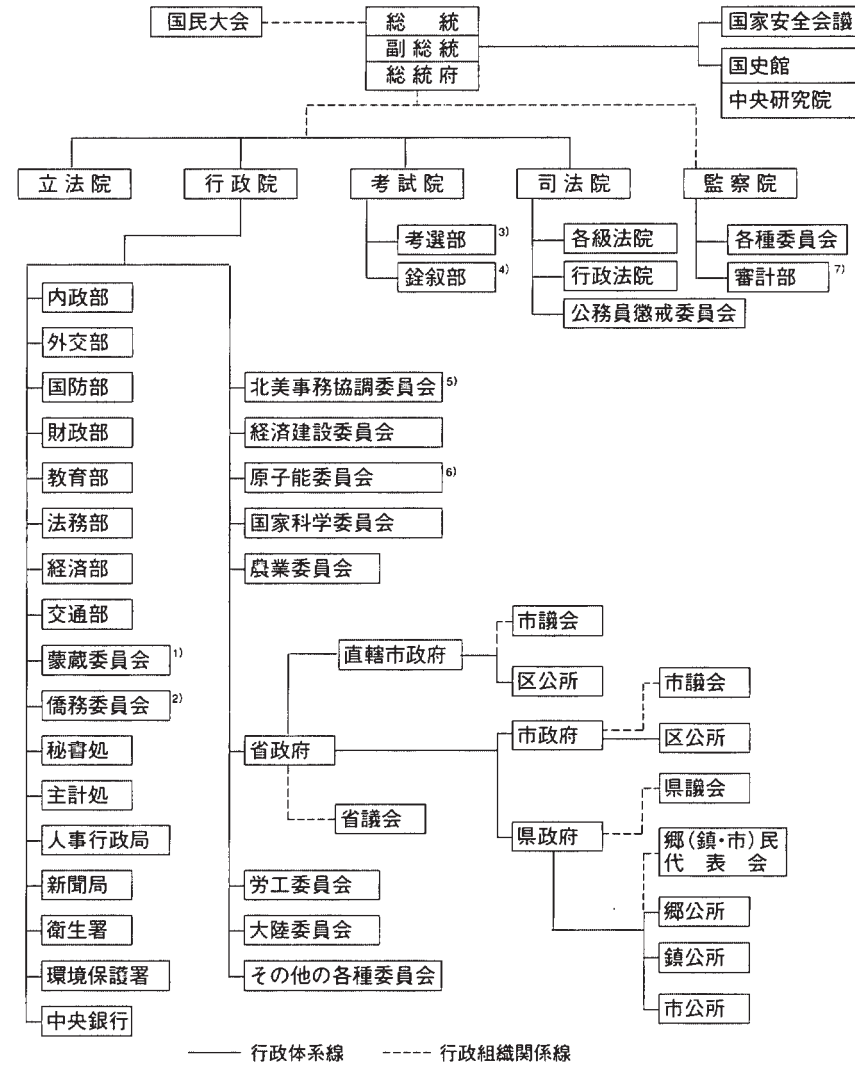 国民大会
総統
副総統
総統府
国家安全会議
国史館
中央研究院
立法院
行政院
考試院
司法院
監察院
考選部 3)
銓叙部 4)
各級法院
行政法院
公務員懲戒委員会
各種委員会
審計部 7)
内政部
外交部
国防部
財政部
教育部
法務部
経済部
交通部
蒙蔵委員会 1)
僑務委員会 2)
秘書処
主計処
人事行政局
新聞局
衛生署
環境保護署
中央銀行
北美事務協調委員会 5)
経済建設委員会
原子能委員会 6)
国家科学委員会
農業委員会
省政府
労工委員会
大陸委員会
その他の各種委員会
直轄市政府
省議会
市議会
区公所
市政府
県政府
市議会
区公所
県議会
郷(鎮・市)民
代表会
郷公所
鎮公所
市公所
行政体系線
行政組織関係線